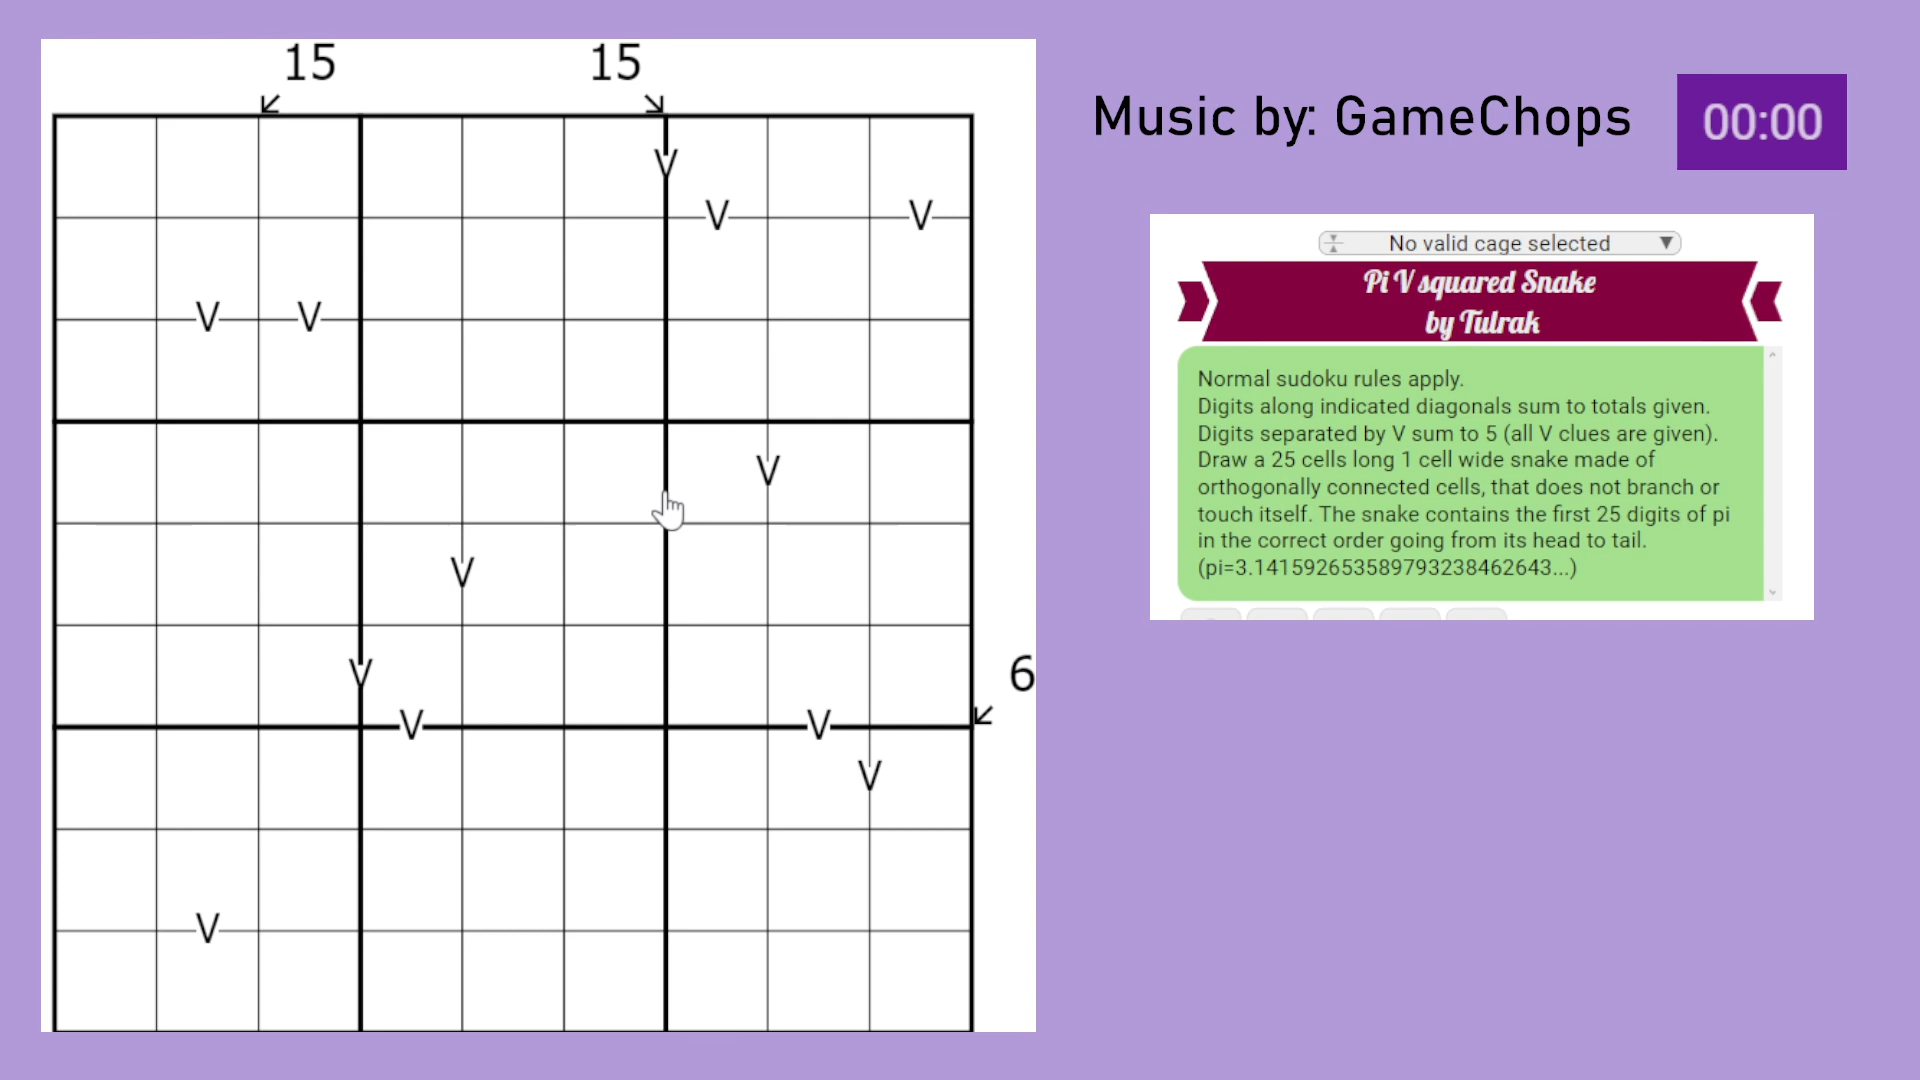 15 15
V
V V
V V
V
V
V
V V
6
V
V
Music by: GameChops
00:00
No valid cage selected
Pi V squared Snake
by Tulrak
Normal sudoku rules apply.
Digits along indicated diagonals sum to totals given.
Digits separated by V sum to 5 (all V clues are given).
Draw a 25 cells long 1 cell wide snake made of
orthogonally connected cells, that does not branch or
touch itself. The snake contains the first 25 digits of pi
in the correct order going from its head to tail.
(pi=3.141592653589793238462643...)